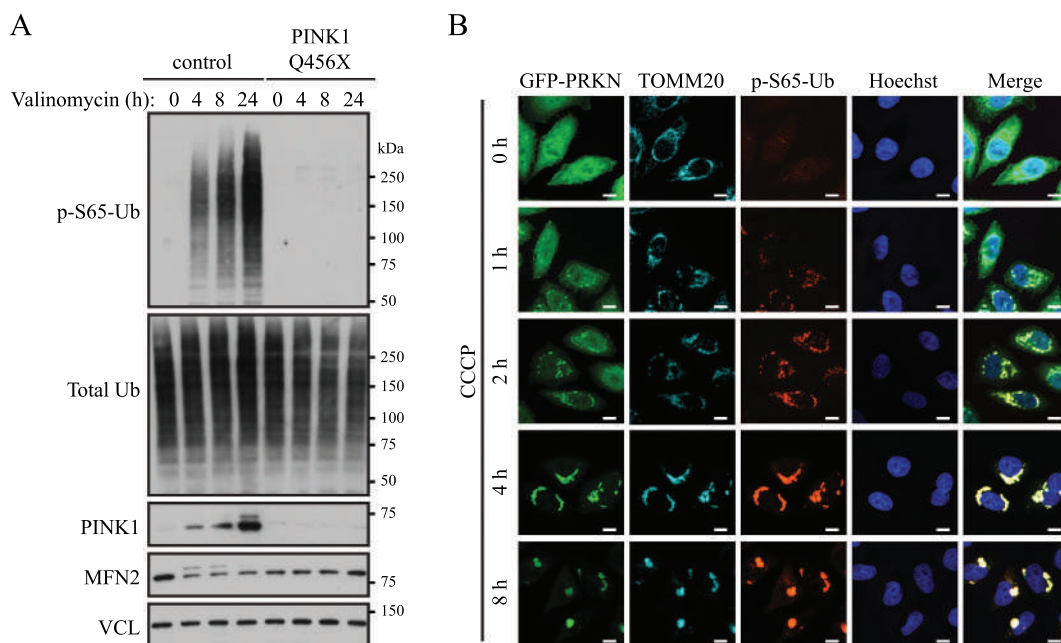 A
control
PINK1
Q456X
Valinomycin (h): 0 4 8 24 0 4 8 24
kDa
p-S65-Ub
250
150
100
75
50
Total Ub
250
150
100
75
50
PINK1
75
MFN2
75
VCL
150
B
GFP-PRKN TOMM20 p-S65-Ub Hoechst Merge
CCCP
0 h
1 h
2 h
4 h
8 h